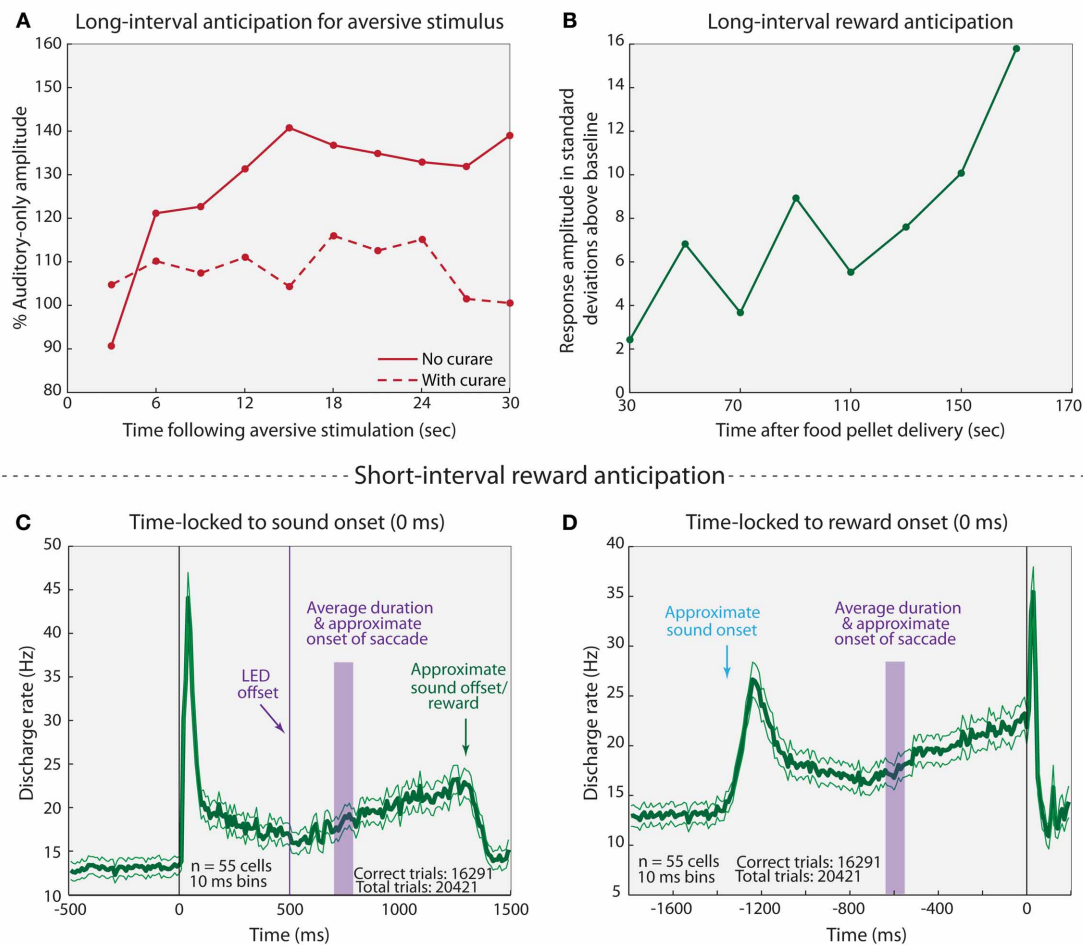 A Long-interval anticipation for aversive stimulus
160
150
140
130
120
110
100
90
80
% Auditory-only amplitude
No curare
With curare
0 6 12 18 24 30
Time following aversive stimulation (sec)
B Long-interval reward anticipation
16
14
12
10
8
6
4
2
0
Response amplitude in standard
deviations above baseline
30 70 110 150 170
Time after food pellet delivery (sec)
Short-interval reward anticipation
C Time-locked to sound onset (0 ms)
50
45
40
35
30
25
20
15
10
Discharge rate (Hz)
Average duration
& approximate
onset of saccade
LED
offset
Approximate
sound offset/
reward
n = 55 cells
10 ms bins
Correct trials: 16291
Total trials: 20421
-500 0 500 1000 1500
Time (ms)
D Time-locked to reward onset (0 ms)
40
35
30
25
20
15
10
5
Discharge rate (Hz)
Approximate
sound onset
Average duration
& approximate
onset of saccade
n = 55 cells
10 ms bins
Correct trials: 16291
Total trials: 20421
-1600 -1200 -800 -400 0
Time (ms)